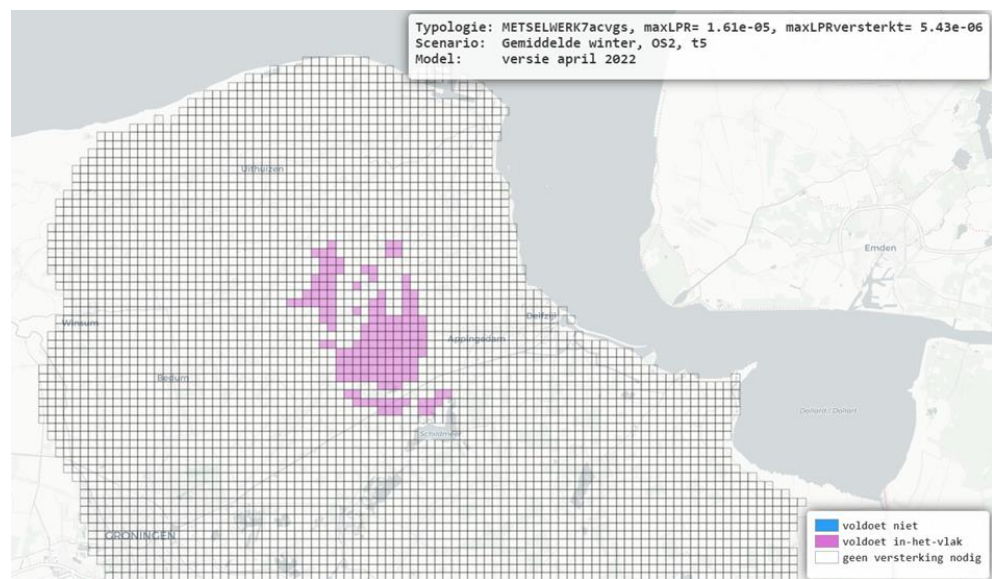 Typologie: METSELWERK7acvgs, maxLPR= 1.61e-05, maxLPRversterkt= 5.43e-06
Scenario: Gemiddelde winter, OS2, t5
Model: versie april 2022
Uithuizen
Emden
Winsum
Delfzijl
Appingedam
Bedum
Dollard / Dollart
Schildmeer
GRONINGEN
voldoet niet
voldoet in-het-vlak
geen versterking nodig